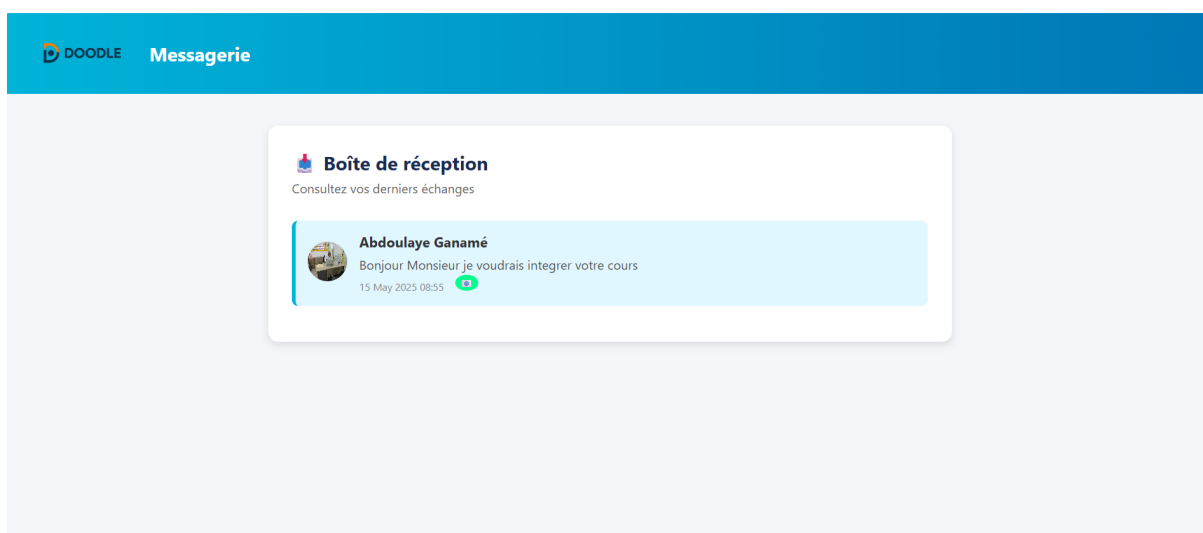 DOODLE Messagerie
Boîte de réception
Consultez vos derniers échanges
Abdoulaye Ganamé
Bonjour Monsieur je voudrais integrer votre cours
15 May 2025 08:55